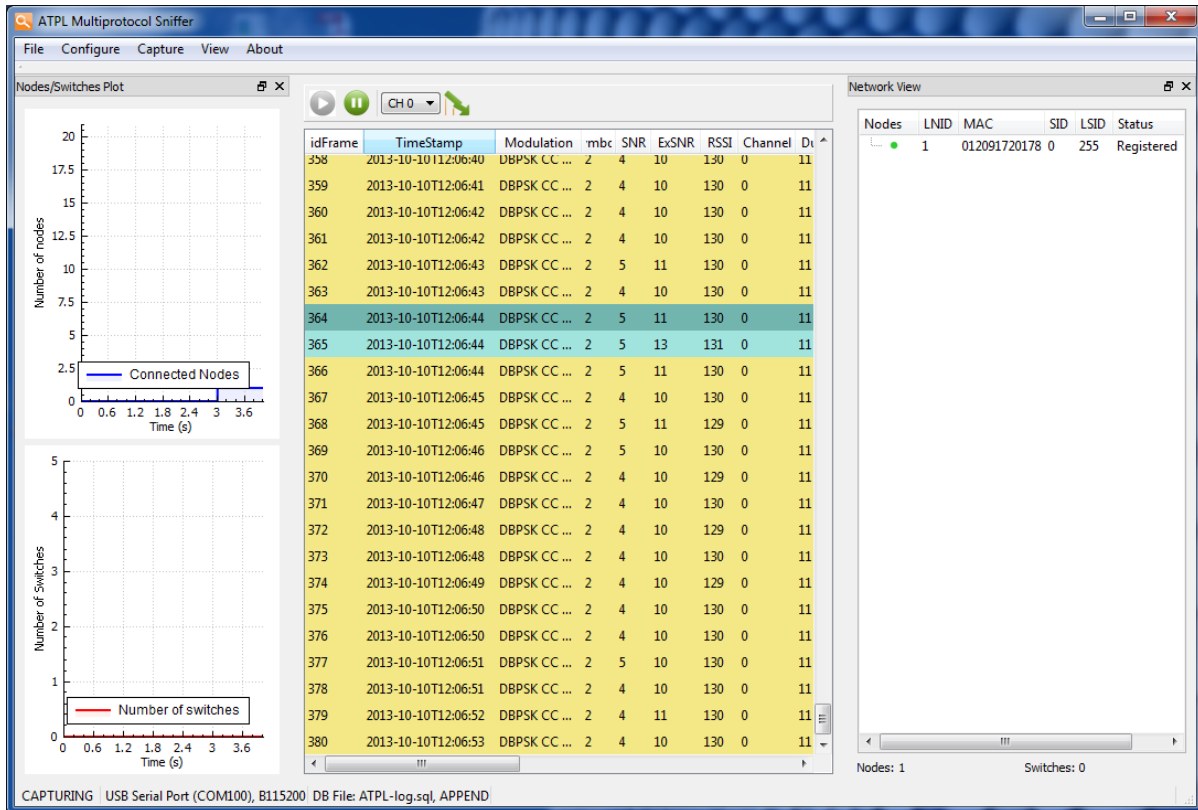 ATPL Multiprotocol Sniffer
File Configure Capture View About
Nodes/Switches Plot
20
17.5
15
12.5
10
7.5
5
2.5
0
Number of nodes
Connected Nodes
0 0.6 1.2 1.8 2.4 3 3.6
Time (s)
5
4
3
2
1
0
Number of Switches
Number of switches
0 0.6 1.2 1.8 2.4 3 3.6
Time (s)
CH 0
idFrame TimeStamp Modulation mbc SNR ExSNR RSSI Channel Du
358 2013-10-10T12:06:40 DBPSK CC ... 2 4 10 130 0 11
359 2013-10-10T12:06:41 DBPSK CC ... 2 4 10 130 0 11
360 2013-10-10T12:06:42 DBPSK CC ... 2 4 10 130 0 11
361 2013-10-10T12:06:42 DBPSK CC ... 2 4 10 130 0 11
362 2013-10-10T12:06:43 DBPSK CC ... 2 5 11 130 0 11
363 2013-10-10T12:06:43 DBPSK CC ... 2 4 10 130 0 11
364 2013-10-10T12:06:44 DBPSK CC ... 2 5 11 130 0 11
365 2013-10-10T12:06:44 DBPSK CC ... 2 5 13 131 0 11
366 2013-10-10T12:06:44 DBPSK CC ... 2 5 11 130 0 11
367 2013-10-10T12:06:45 DBPSK CC ... 2 4 10 130 0 11
368 2013-10-10T12:06:45 DBPSK CC ... 2 5 11 129 0 11
369 2013-10-10T12:06:46 DBPSK CC ... 2 5 10 130 0 11
370 2013-10-10T12:06:46 DBPSK CC ... 2 4 10 129 0 11
371 2013-10-10T12:06:47 DBPSK CC ... 2 4 10 130 0 11
372 2013-10-10T12:06:48 DBPSK CC ... 2 4 10 129 0 11
373 2013-10-10T12:06:48 DBPSK CC ... 2 4 10 130 0 11
374 2013-10-10T12:06:49 DBPSK CC ... 2 4 10 129 0 11
375 2013-10-10T12:06:50 DBPSK CC ... 2 4 10 130 0 11
376 2013-10-10T12:06:50 DBPSK CC ... 2 4 10 130 0 11
377 2013-10-10T12:06:51 DBPSK CC ... 2 5 10 130 0 11
378 2013-10-10T12:06:51 DBPSK CC ... 2 4 10 130 0 11
379 2013-10-10T12:06:52 DBPSK CC ... 2 4 11 130 0 11
380 2013-10-10T12:06:53 DBPSK CC ... 2 4 10 130 0 11
Network View
Nodes LNID MAC SID LSID Status
1 012091720178 0 255 Registered
Nodes: 1 Switches: 0
CAPTURING USB Serial Port (COM100), B115200 DB File: ATPL-log.sql, APPEND